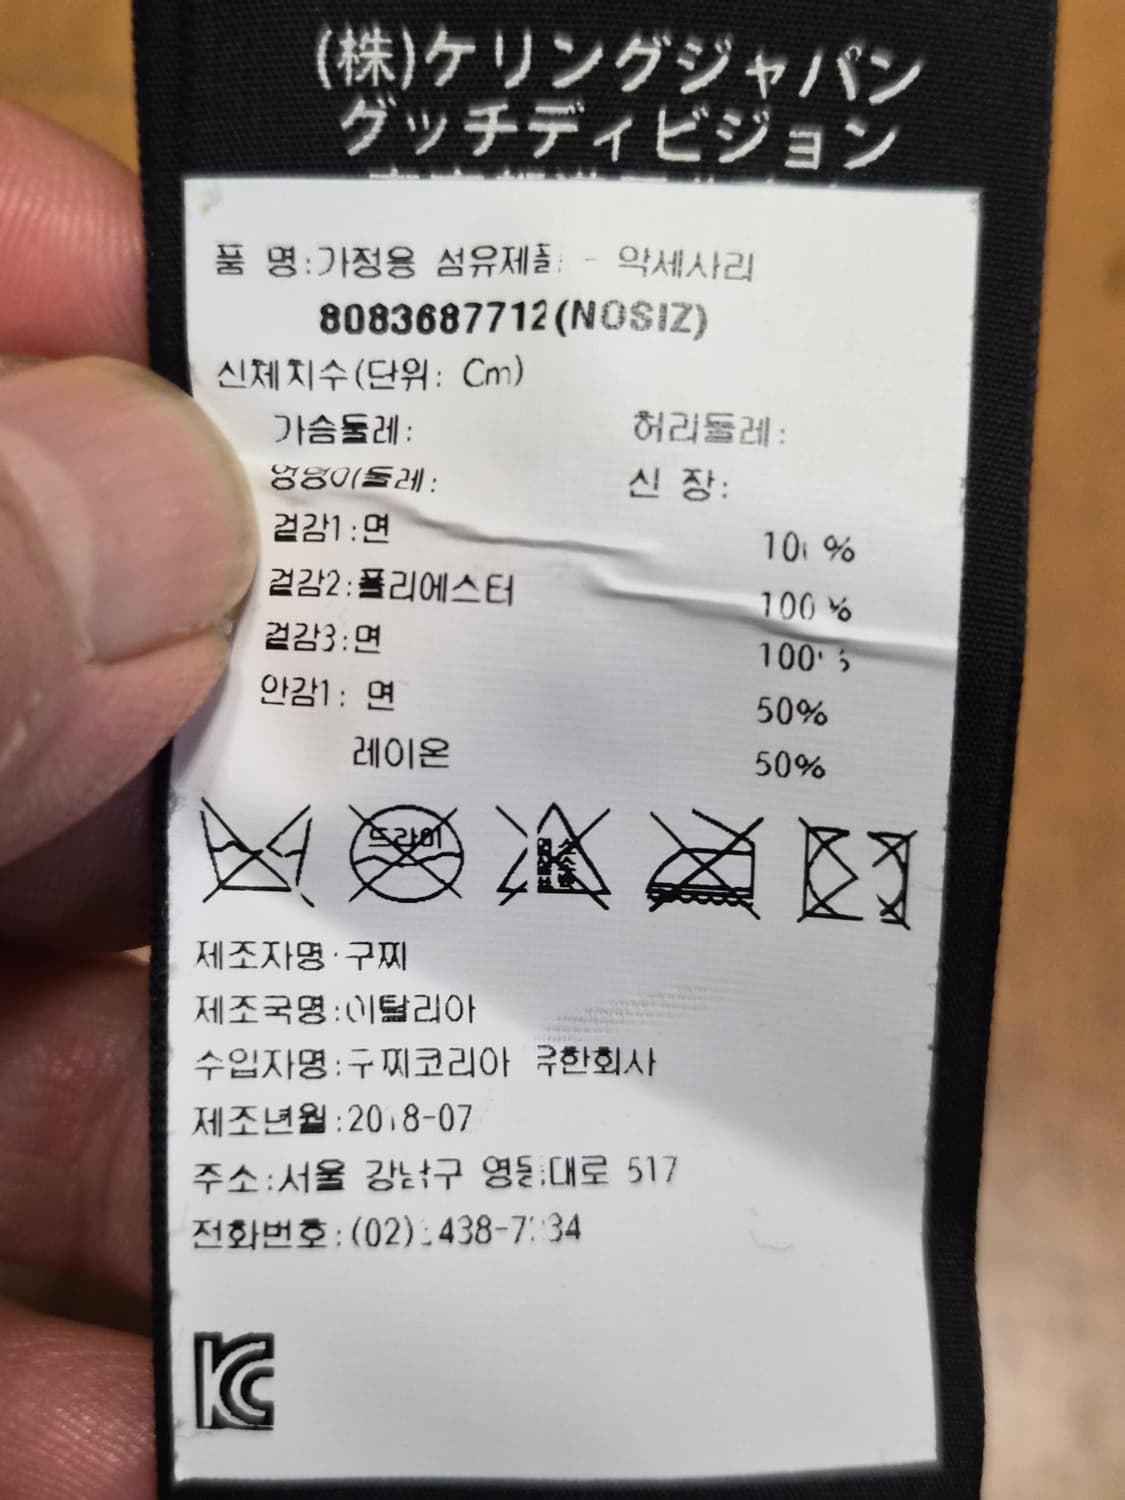 (株)ケリングジャパン
グッチディビジョン
품 명:가정용 섬유제품 - 악세사리
8083687712(NOSIZ)
신체치수(단위: Cm)
가슴둘레: 허리둘레:
엉덩이둘레: 신 장:
겉감1:면 %
겉감2:폴리에스터 100 %
겉감3:면 100
안감1: 면 50%
레이온 50%
드라이
제조자명:구찌
제조국명:이탈리아
수입자명:구찌코리아 유한회사
제조년월:2018-07
주소:서울 강남구 영동대로 517
전화번호:(02)
KC